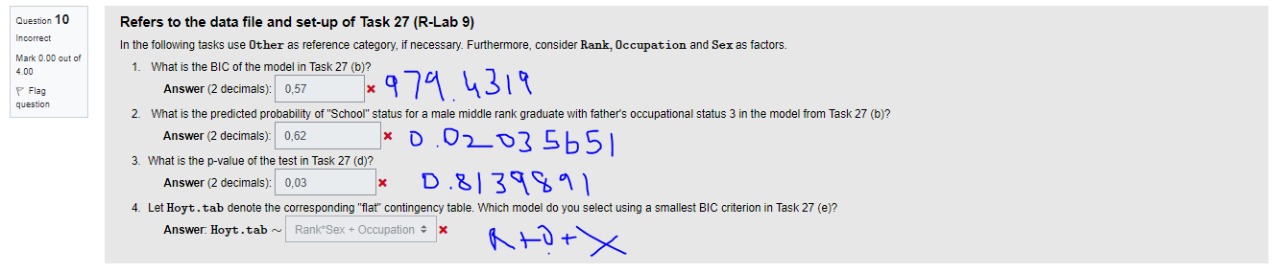 Question 10
Incorrect
Mark 0.00 out of
4.00
Flag
question
Refers to the data file and set-up of Task 27 (R-Lab 9)
In the following tasks use Other as reference category, if necessary. Furthermore, consider Rank, Occupation and Sex as factors.
1. What is the BIC of the model in Task 27 (b)?
Answer (2 decimals): 0,57 979.4319
2. What is the predicted probability of "School" status for a male middle rank graduate with father's occupational status 3 in the model from Task 27 (b)?
Answer (2 decimals): 0,62 0.02035651
3. What is the p-value of the test in Task 27 (d)?
Answer (2 decimals): 0,03 0.8139891
4. Let Hoyt.tab denote the corresponding "flat" contingency table. Which model do you select using a smallest BIC criterion in Task 27 (e)?
Answer: Hoyt.tab ~ Rank*Sex + Occupation R+O+X